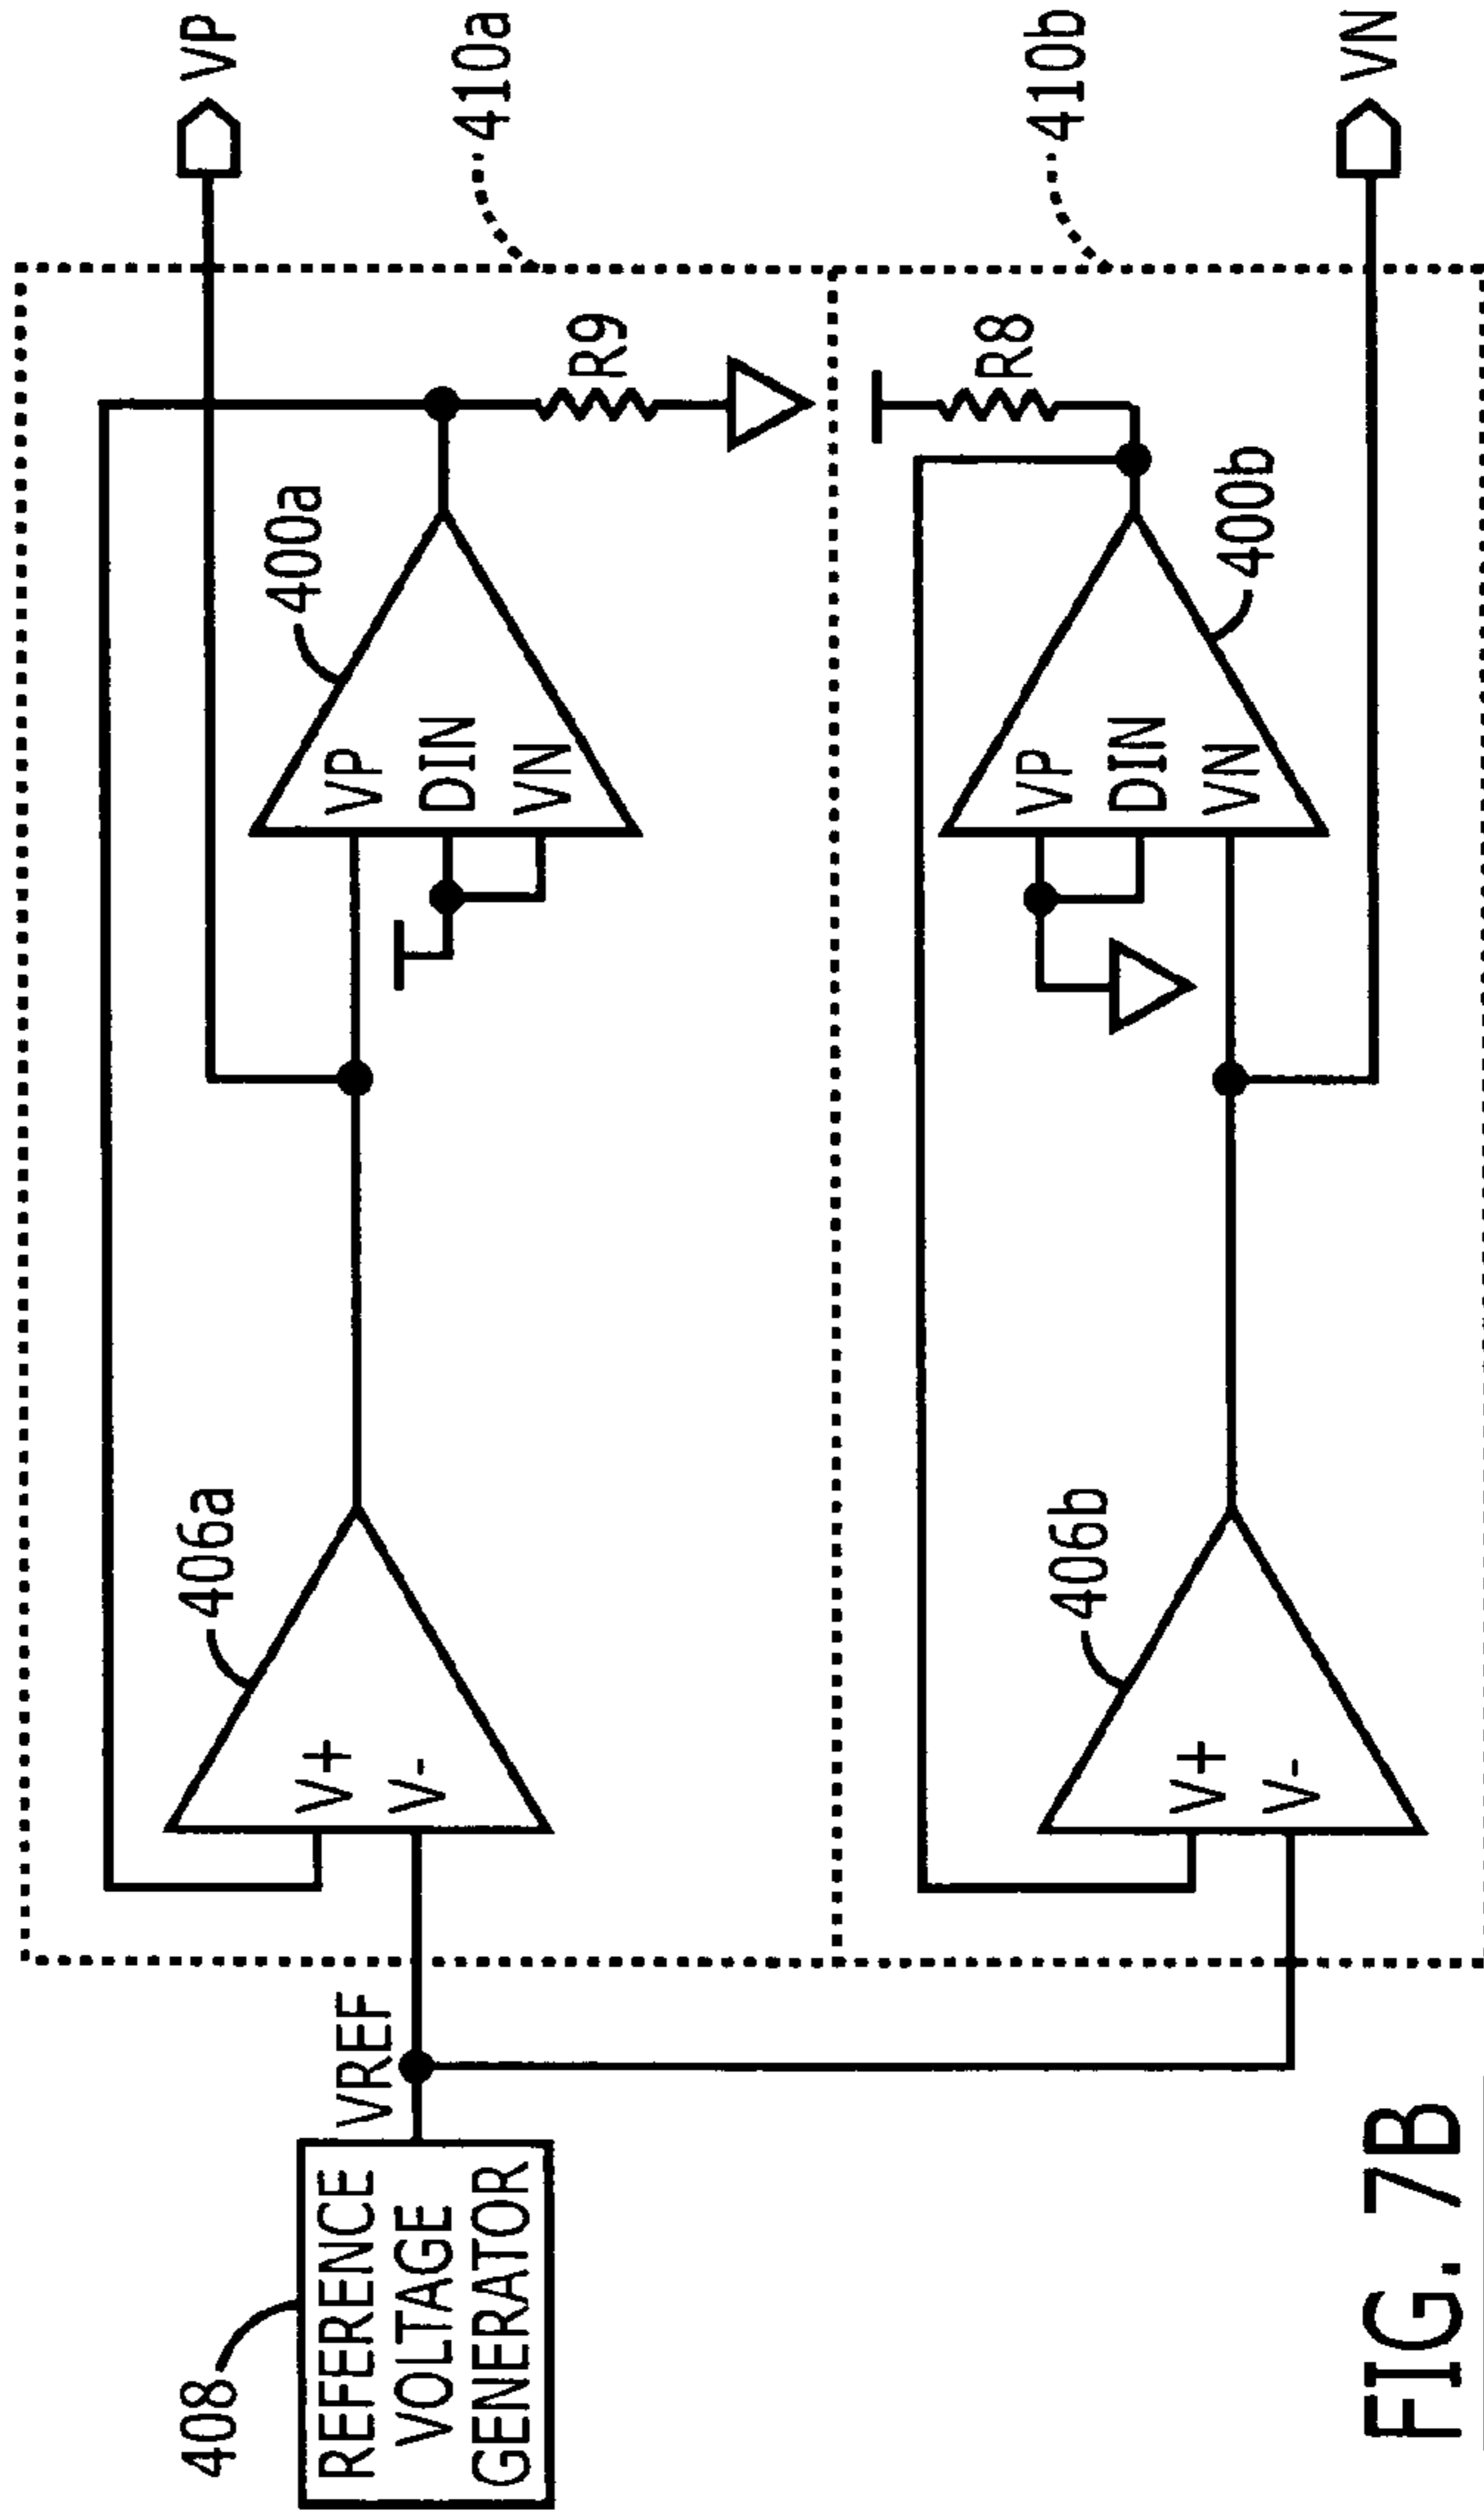 408
REFERENCE
VOLTAGE
GENERATOR
VREF
406a
V+
V-
400a
VP
DIN
VN
R9
VP
410a
406b
V+
V-
400b
VP
DIN
VN
R8
410b
VN
FIG. 7B